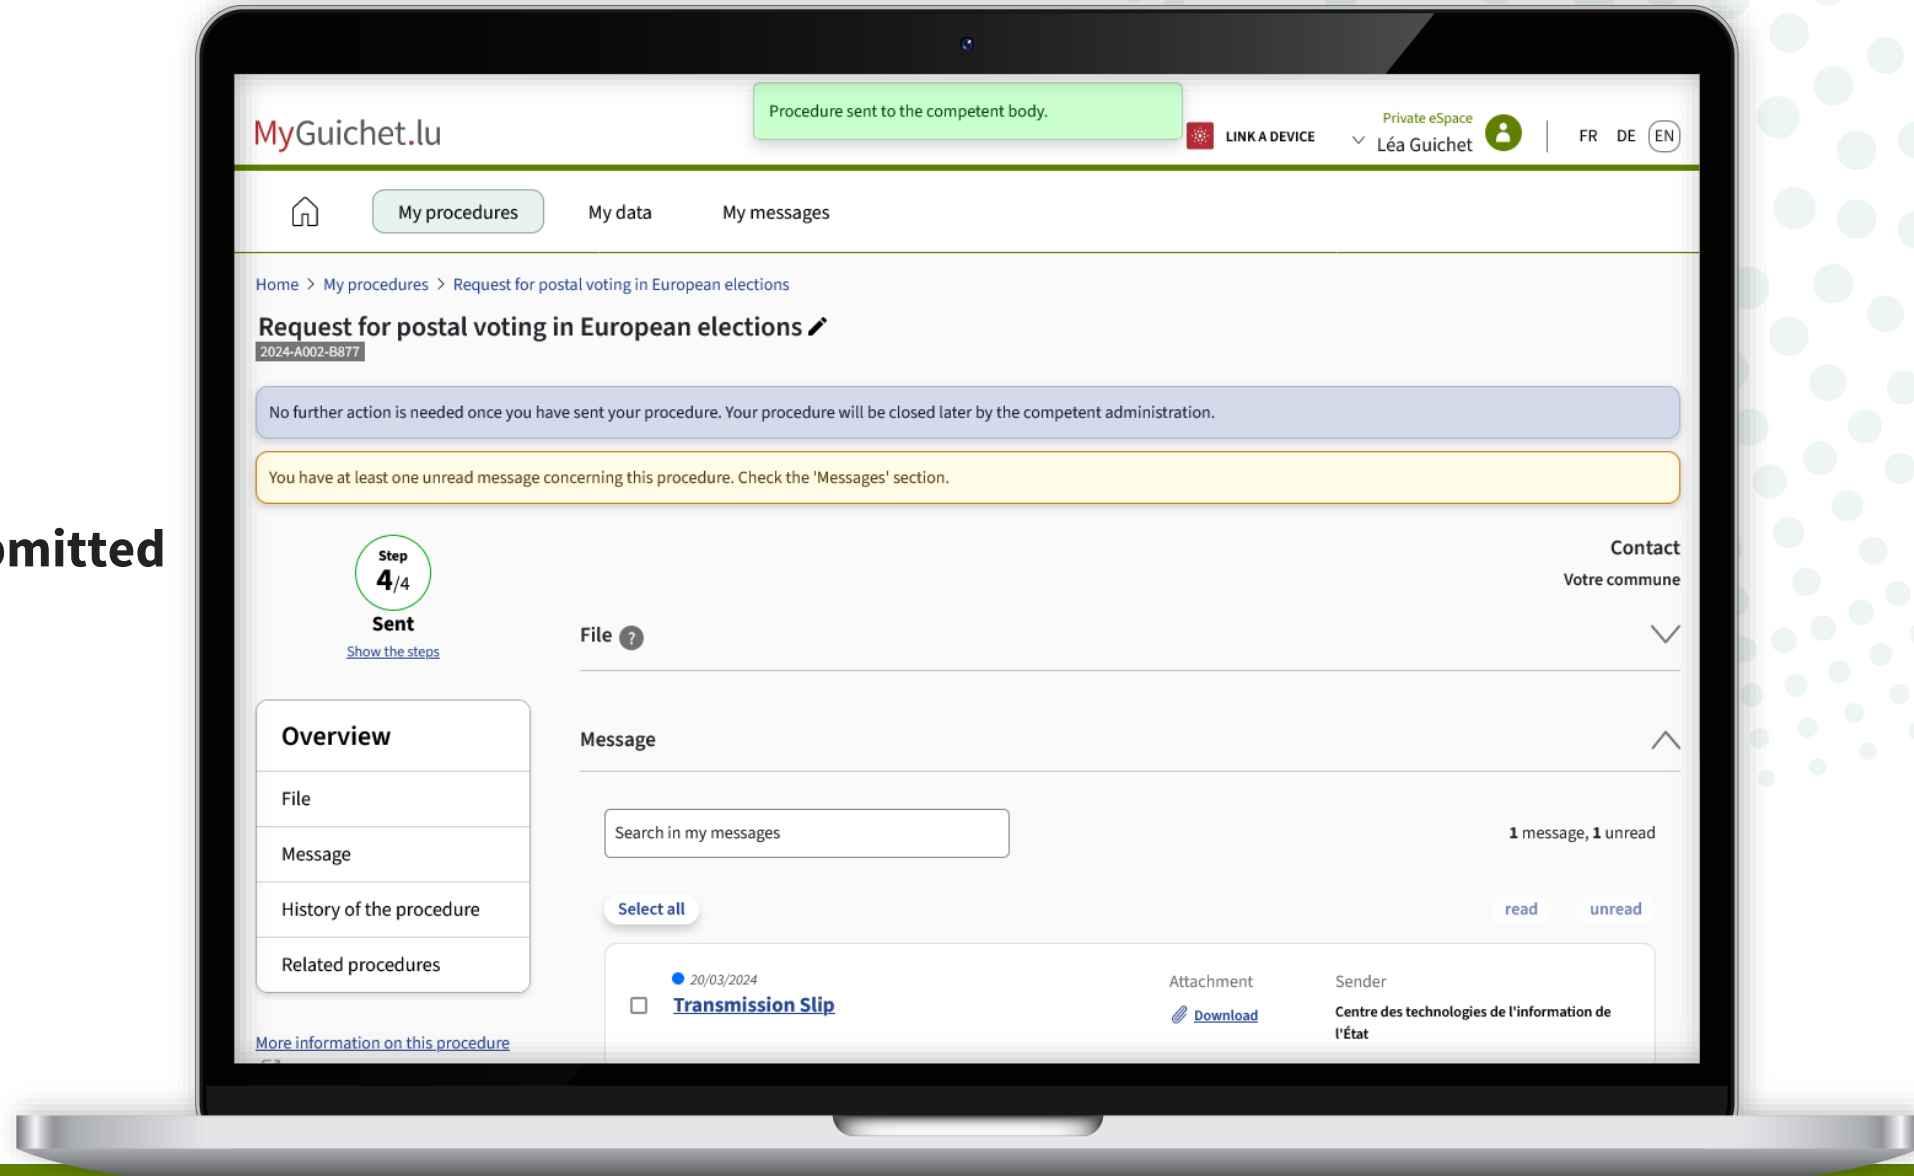 Procedure sent to the competent body.
MyGuichet.lu
LINK A DEVICE
Private eSpace
Léa Guichet
FR DE EN
My procedures
My data
My messages
Home > My procedures > Request for postal voting in European elections
Request for postal voting in European elections
2024-A002-B877
No further action is needed once you have sent your procedure. Your procedure will be closed later by the competent administration.
You have at least one unread message concerning this procedure. Check the 'Messages' section.
omitted
Step
4/4
Sent
Show the steps
Contact
Votre commune
File ?
Overview
File
Message
History of the procedure
Related procedures
More information on this procedure
Message
Search in my messages
1 message, 1 unread
Select all
read
unread
20/03/2024
Transmission Slip
Attachment
Download
Sender
Centre des technologies de l'information de
l'État